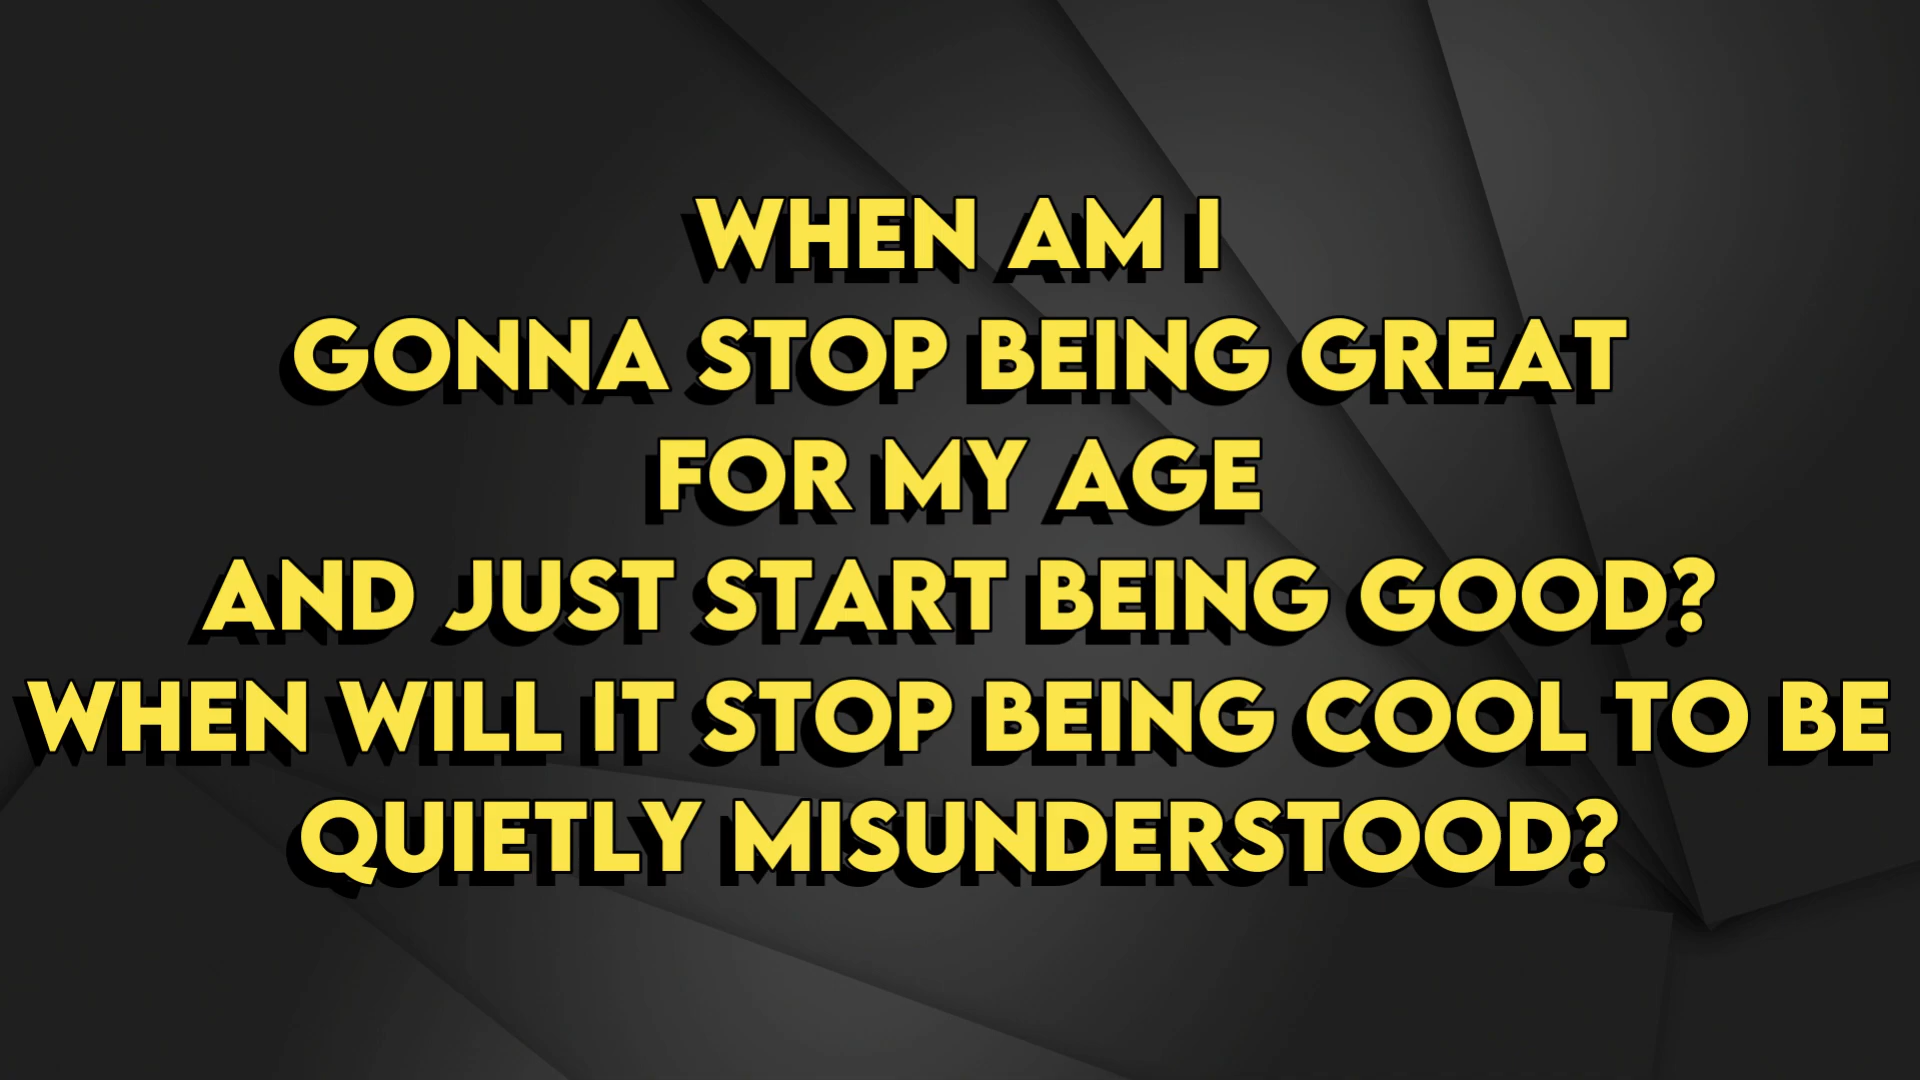 WHEN AM I
GONNA STOP BEING GREAT
FOR MY AGE
AND JUST START BEING GOOD?
WHEN WILL IT STOP BEING COOL TO BE
QUIETLY MISUNDERSTOOD?